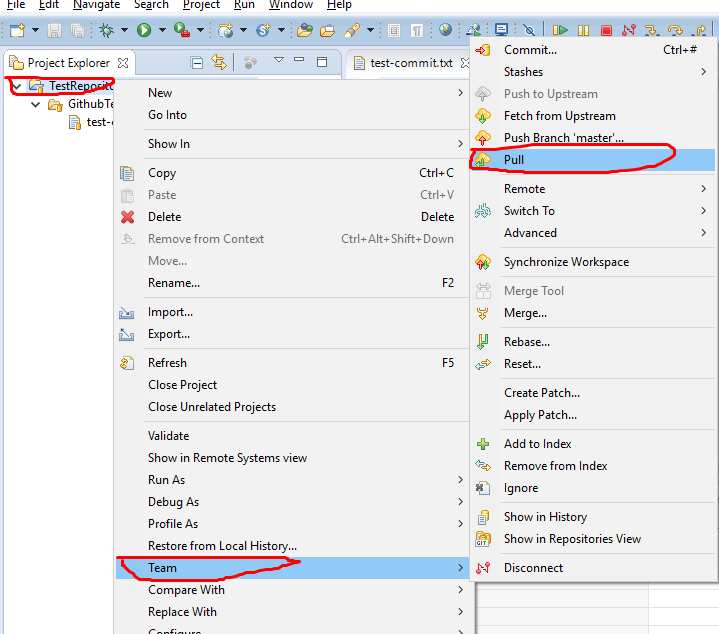 File Edit Navigate Search Project Run Window Help
Project Explorer
test-commit.txt
TestReposito
GithubTe
test-c
New
Go Into
Show In
Copy Ctrl+C
Paste Ctrl+V
Delete Delete
Remove from Context Ctrl+Alt+Shift+Down
Move...
Rename... F2
Import...
Export...
Refresh F5
Close Project
Close Unrelated Projects
Validate
Show in Remote Systems view
Run As
Debug As
Profile As
Restore from Local History...
Team
Compare With
Replace With
Configure
Commit... Ctrl+#
Stashes
Push to Upstream
Fetch from Upstream
Push Branch 'master'...
Pull
Remote
Switch To
Advanced
Synchronize Workspace
Merge Tool
Merge...
Rebase...
Reset...
Create Patch...
Apply Patch...
Add to Index
Remove from Index
Ignore
Show in History
GIT
Show in Repositories View
Disconnect